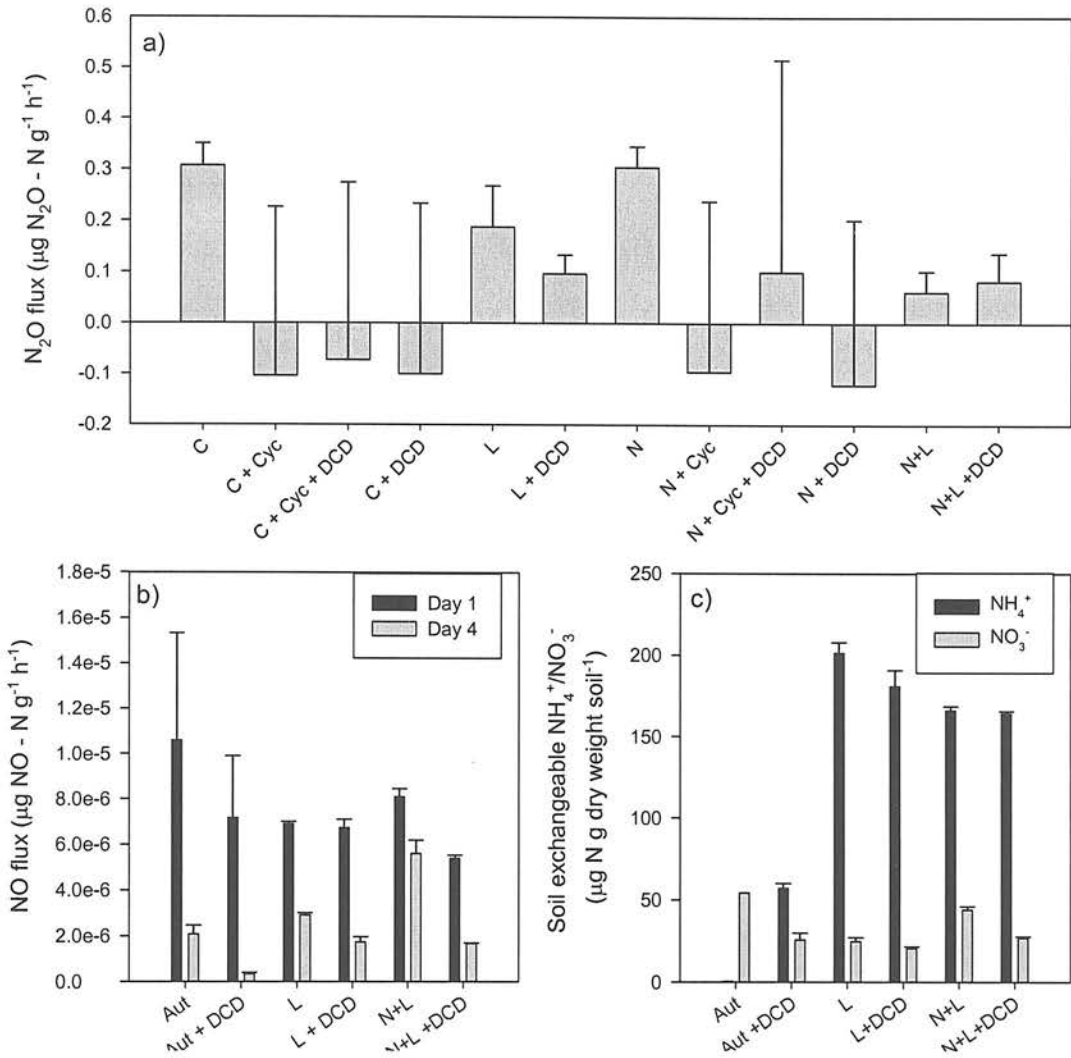 a)
N₂O flux (µg N₂O - N g⁻¹ h⁻¹)
0.6
0.5
0.4
0.3
0.2
0.1
0.0
-0.1
-0.2
C
C + Cyc
C + Cyc + DCD
C + DCD
L
L + DCD
N
N + Cyc
N + Cyc + DCD
N + DCD
N+L
N+L +DCD
b)
NO flux (µg NO - N g⁻¹ h⁻¹)
1.8e-5
1.6e-5
1.4e-5
1.2e-5
1.0e-5
8.0e-6
6.0e-6
4.0e-6
2.0e-6
0.0
Day 1
Day 4
Aut
Aut + DCD
L
L + DCD
N+L
N+L +DCD
c)
Soil exchangeable NH₄⁺/NO₃⁻
(µg N g dry weight soil⁻¹)
250
200
150
100
50
0
NH₄⁺
NO₃⁻
Aut
Aut +DCD
L
L+DCD
N+L
N+L+DCD